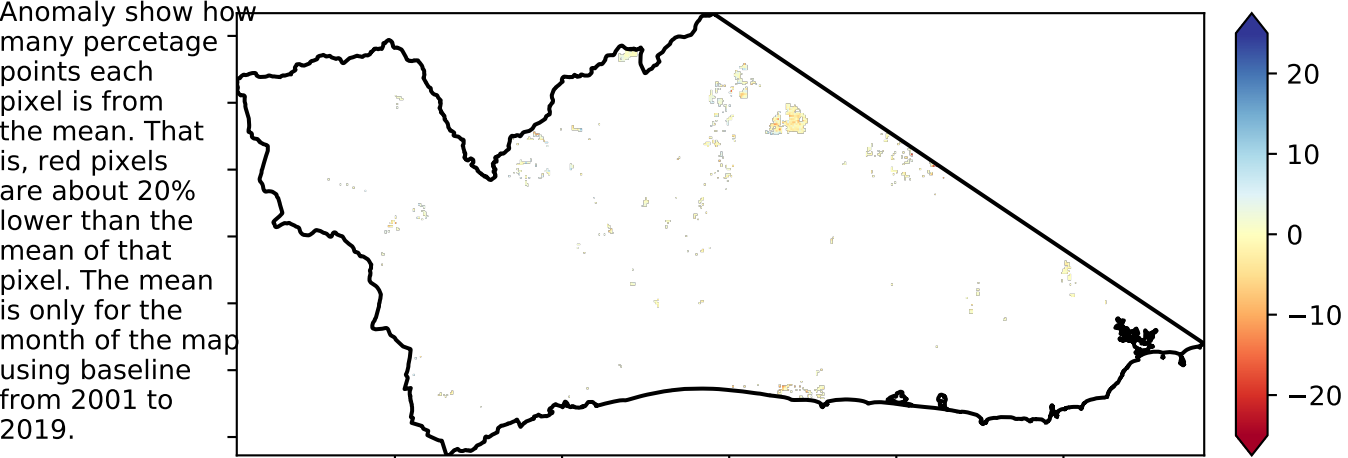 Anomaly show how
many percetage
points each
pixel is from
the mean. That
is, red pixels
are about 20%
lower than the
mean of that
pixel. The mean
is only for the
month of the map
using baseline
from 2001 to
2019.
20
10
0
−10
−20